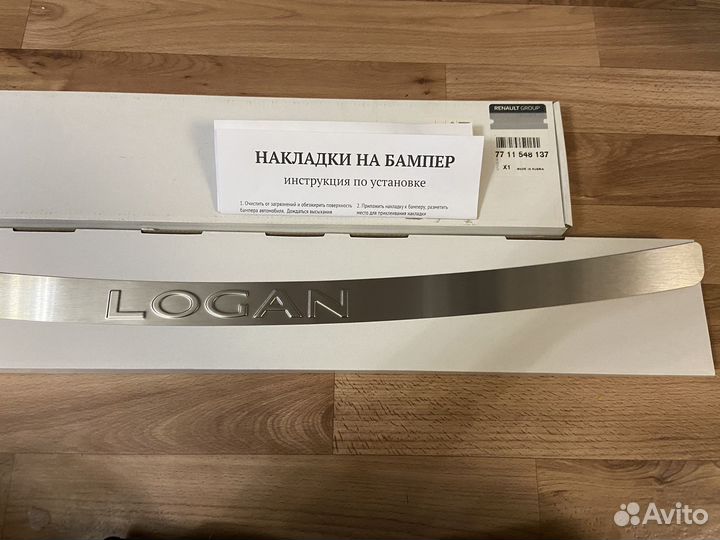 RENAULT GROUP
77 11 548 137
X1 MADE IN RUSSIA
НАКЛАДКИ НА БАМПЕР
инструкция по установке
1. Очистить от загрязнений и обезжирить поверхность
бампера автомобиля. Дождаться высыхания
2. Приложить накладку к бамперу, разметить
место для приклеивания накладки
LOGAN
Avito